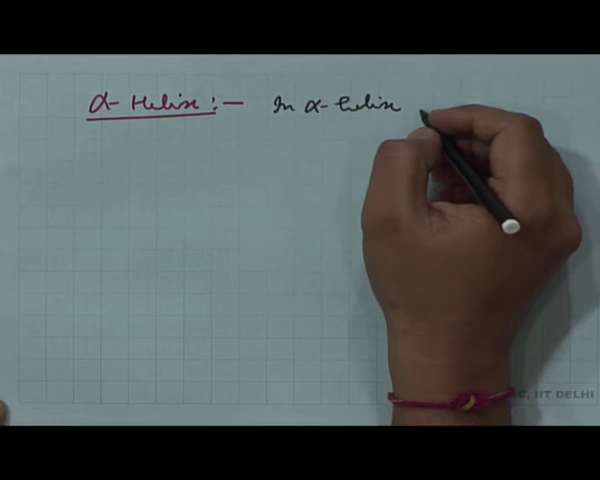 α- Helix :- In α- helix
C, IIT DELHI